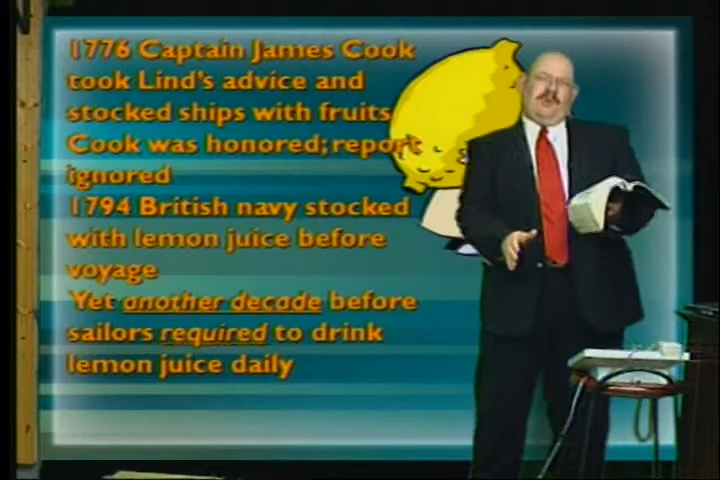 1776 Captain James Cook
took Lind's advice and
stocked ships with fruits
Cook was honored; report
ignored
1794 British navy stocked
with lemon juice before
voyage
Yet another decade before
sailors required to drink
lemon juice daily